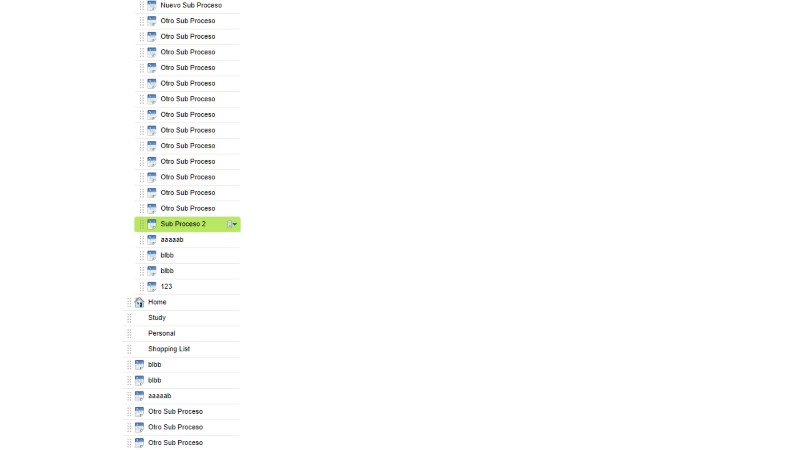 Nuevo Sub Proceso
Otro Sub Proceso
Otro Sub Proceso
Otro Sub Proceso
Otro Sub Proceso
Otro Sub Proceso
Otro Sub Proceso
Otro Sub Proceso
Otro Sub Proceso
Otro Sub Proceso
Otro Sub Proceso
Otro Sub Proceso
Otro Sub Proceso
Otro Sub Proceso
Sub Proceso 2
aaaaab
blbb
blbb
123
Home
Study
Personal
Shopping List
blbb
blbb
aaaaab
Otro Sub Proceso
Otro Sub Proceso
Otro Sub Proceso